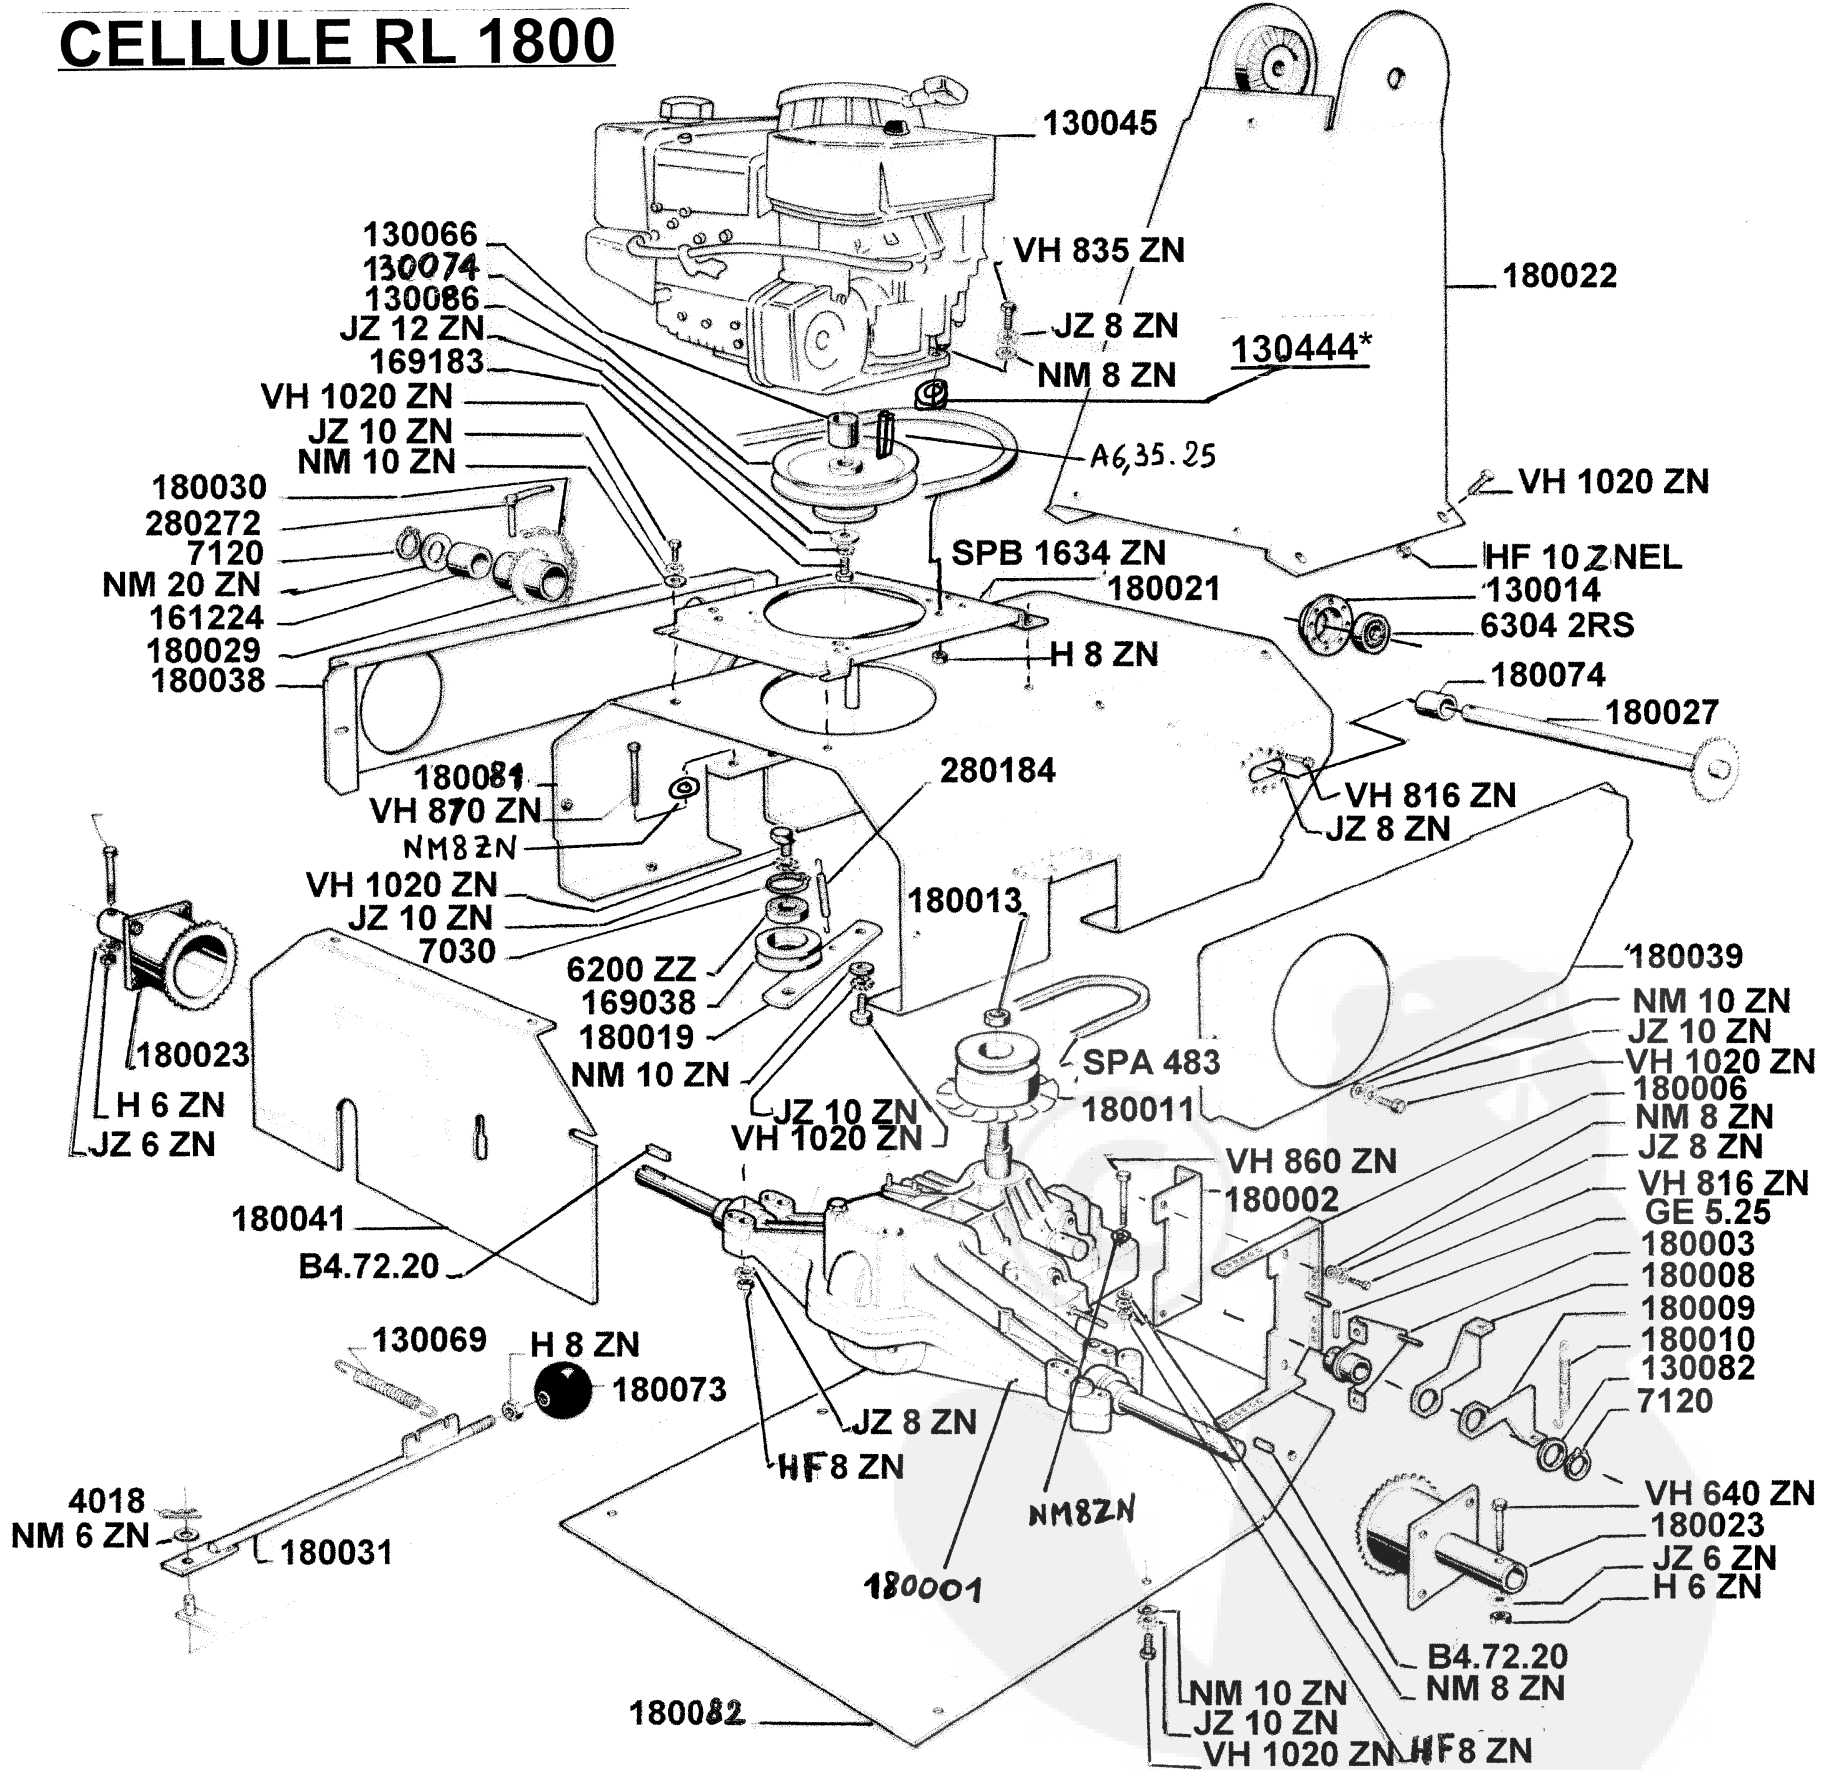 CELLULE RL 1800
130045
130066
130074
130086
JZ 12 ZN
169183
VH 1020 ZN
JZ 10 ZN
NM 10 ZN
180030
280272
7120
NM 20 ZN
161224
180029
180038
VH 835 ZN
JZ 8 ZN
NM 8 ZN
130444*
180022
A6,35.25
VH 1020 ZN
HF 10 ZNEL
SPB 1634 ZN
180021
130014
6304 2RS
H 8 ZN
180074
180027
VH 816 ZN
JZ 8 ZN
180081
VH 870 ZN
NM8ZN
280184
VH 1020 ZN
JZ 10 ZN
7030
180013
6200 ZZ
169038
180019
NM 10 ZN
JZ 10 ZN
VH 1020 ZN
180023
H 6 ZN
JZ 6 ZN
SPA 483
180011
180039
NM 10 ZN
JZ 10 ZN
VH 1020 ZN
180006
NM 8 ZN
JZ 8 ZN
VH 816 ZN
GE 5.25
180003
180008
180009
180010
130082
7120
VH 860 ZN
180002
180041
B4.72.20
130069
H 8 ZN
180073
JZ 8 ZN
HF8 ZN
4018
NM 6 ZN
180031
NM8ZN
180001
VH 640 ZN
180023
JZ 6 ZN
H 6 ZN
B4.72.20
NM 8 ZN
HF8 ZN
NM 10 ZN
JZ 10 ZN
VH 1020 ZN
180082